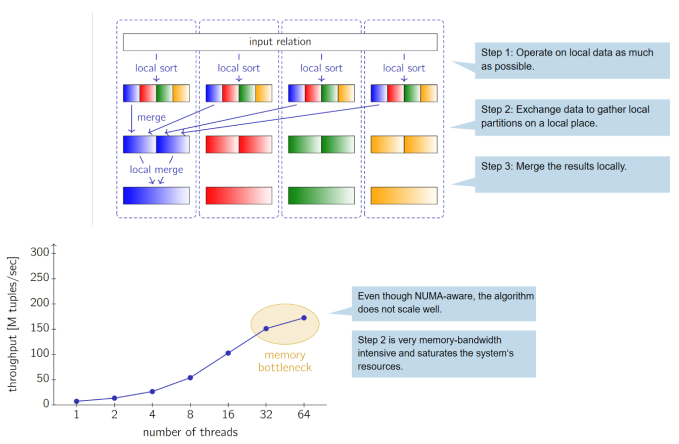 input relation
local sort local sort local sort local sort
merge
local merge
Step 1: Operate on local data as much
as possible.
Step 2: Exchange data to gather local
partitions on a local place.
Step 3: Merge the results locally.
throughput [M tuples/sec]
300
250
200
150
100
50
0
1 2 4 8 16 32 64
number of threads
memory
bottleneck
Even though NUMA-aware, the algorithm
does not scale well.
Step 2 is very memory-bandwidth
intensive and saturates the system's
resources.